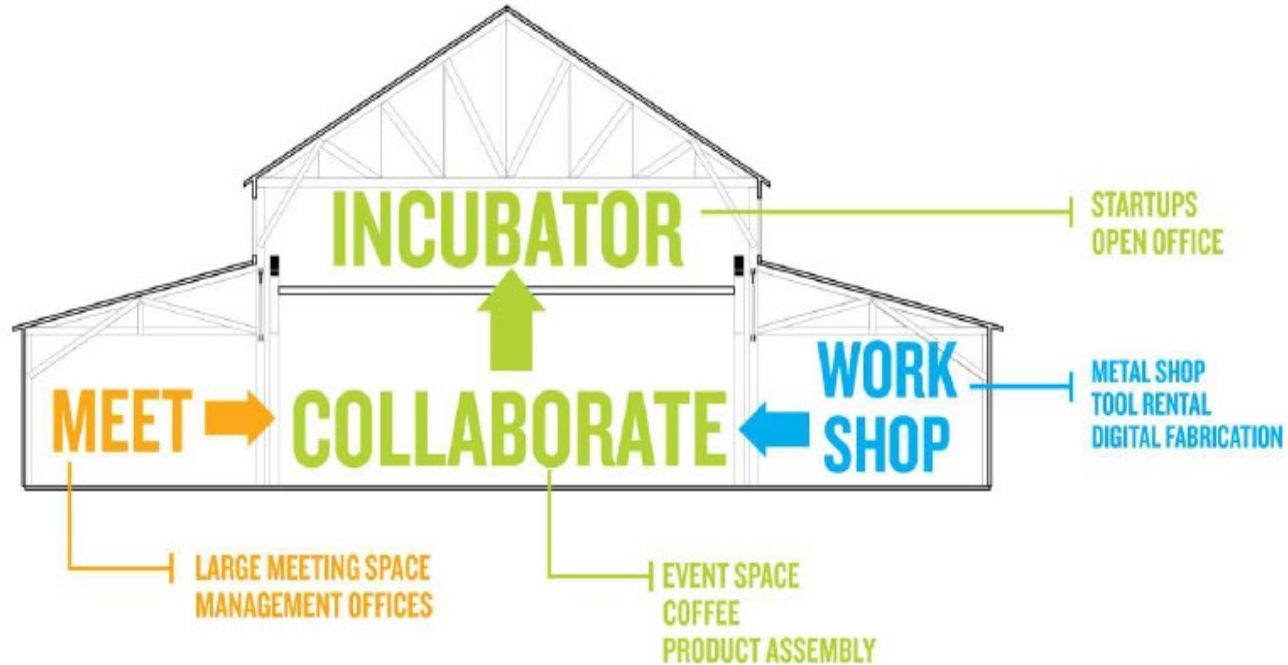 INCUBATOR
STARTUPS
OPEN OFFICE
MEET
COLLABORATE
WORK
SHOP
METAL SHOP
TOOL RENTAL
DIGITAL FABRICATION
LARGE MEETING SPACE
MANAGEMENT OFFICES
EVENT SPACE
COFFEE
PRODUCT ASSEMBLY